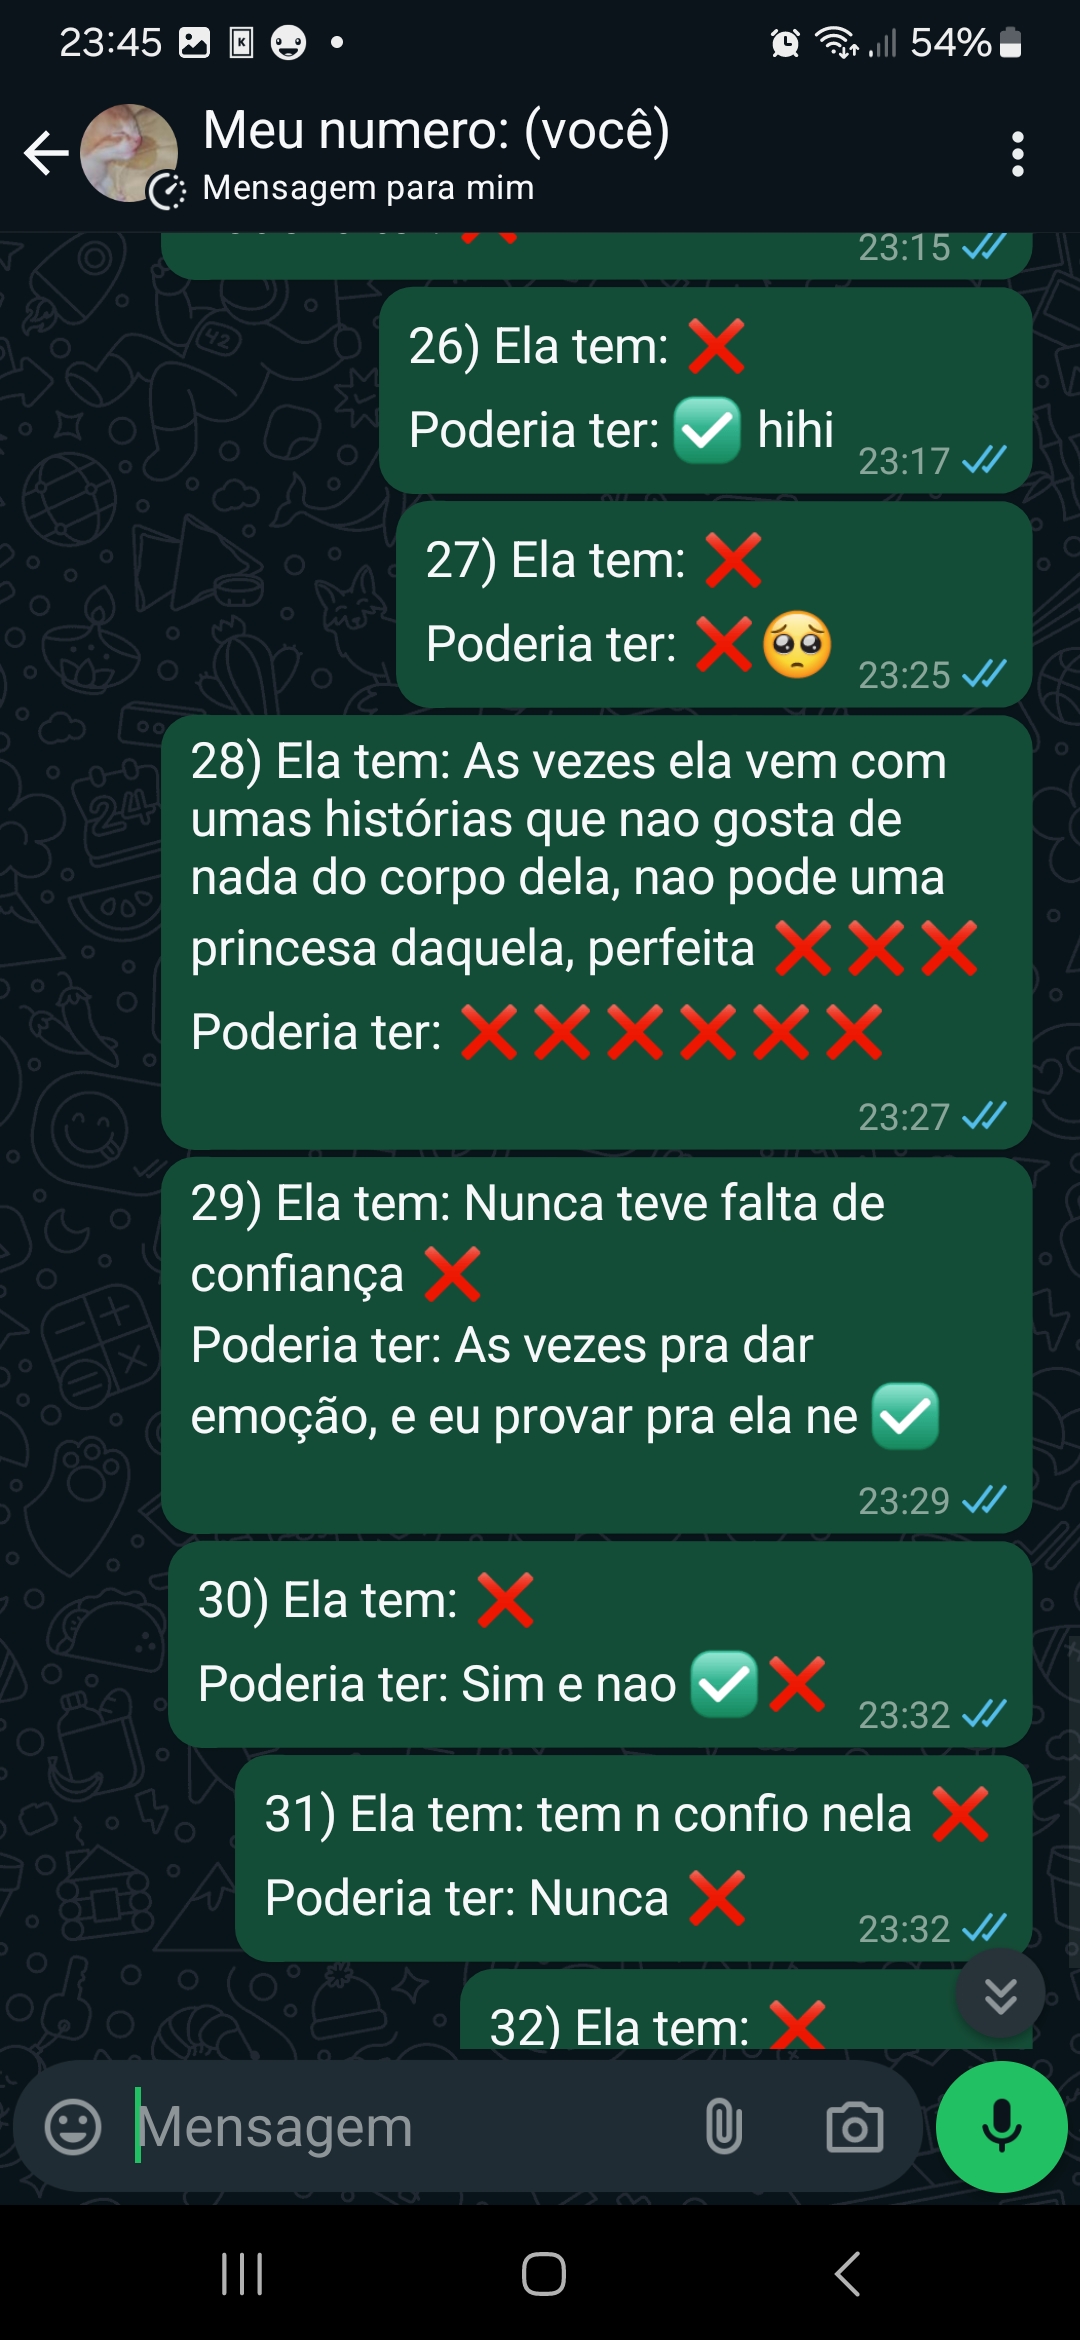 23:45 K 54%
Meu numero: (você)
Mensagem para mim
23:15
26) Ela tem: ❌
Poderia ter: ✅ hihi
23:17
27) Ela tem: ❌
Poderia ter: ❌🥺
23:25
28) Ela tem: As vezes ela vem com
umas histórias que nao gosta de
nada do corpo dela, nao pode uma
princesa daquela, perfeita ❌❌❌
Poderia ter: ❌❌❌❌❌❌
23:27
29) Ela tem: Nunca teve falta de
confiança ❌
Poderia ter: As vezes pra dar
emoção, e eu provar pra ela ne ✅
23:29
30) Ela tem: ❌
Poderia ter: Sim e nao ✅❌
23:32
31) Ela tem: tem n confio nela ❌
Poderia ter: Nunca ❌
23:32
32) Ela tem: ❌
Mensagem